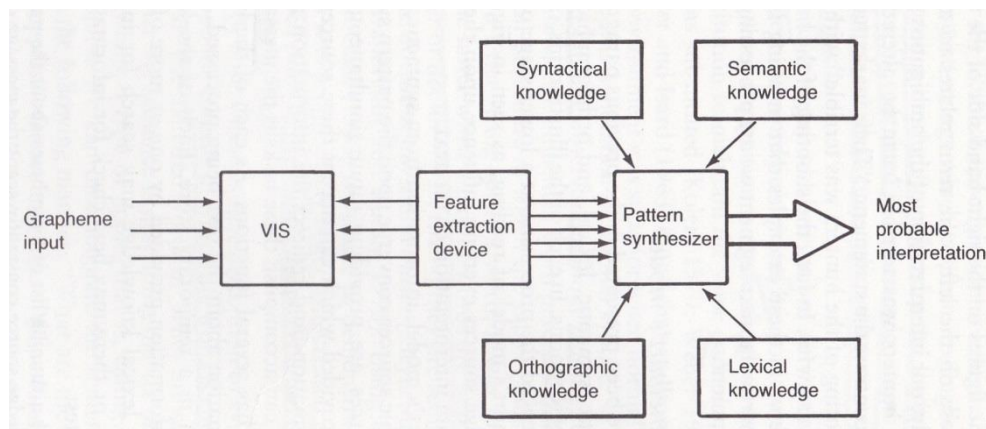 Syntactical
knowledge
Semantic
knowledge
Grapheme
input
VIS
Feature
extraction
device
Pattern
synthesizer
Most
probable
interpretation
Orthographic
knowledge
Lexical
knowledge